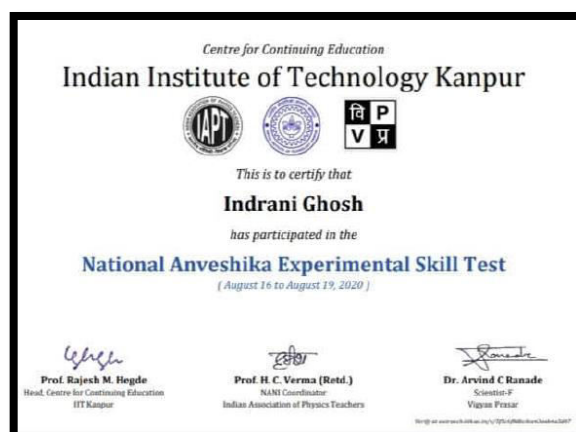 Centre for Continuing Education
Indian Institute of Technology Kanpur
IAPT
वि P
V प्र
This is to certify that
Indrani Ghosh
has participated in the
National Anveshika Experimental Skill Test
( August 16 to August 19, 2020 )
Prof. Rajesh M. Hegde
Head, Centre for Continuing Education
IIT Kanpur
Prof. H. C. Verma (Retd.)
NANI Coordinator
Indian Association of Physics Teachers
Dr. Arvind C Ranade
Scientist-F
Vigyan Prasar